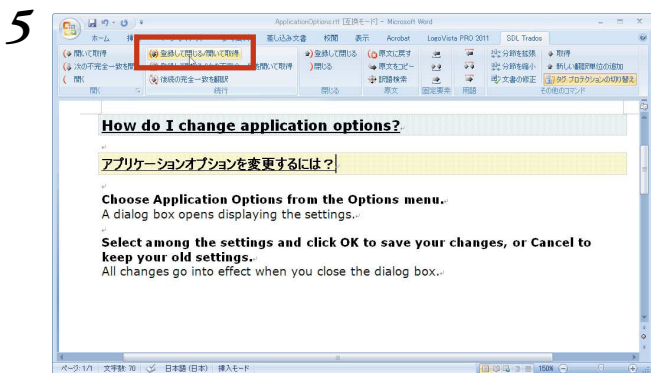 5
ApplicationOptions.rtf [互換モード] - Microsoft Word
ホーム 差し込み文書 校閲 表示 Acrobat LogoVista PRO 2011 SDL Trados
開いて取得 登録して閉じる/開いて取得 登録して閉じる 原文に戻す 分節を拡張 取得
次の不完全一致を開 を開いて取得 閉じる 原文をコピー 分節を縮小 新しい翻訳単位の追加
開く 後続の完全一致を翻訳 訳語検索 文書の修正 タグ プロテクションの切り替え
開く 続行 閉じる 原文 固定要素 用語 その他のコマンド
How do I change application options?
アプリケーションオプションを変更するには？
Choose Application Options from the Options menu.
A dialog box opens displaying the settings.
Select among the settings and click OK to save your changes, or Cancel to
keep your old settings.
All changes go into effect when you close the dialog box.
ページ: 1/1 文字数: 70 日本語 (日本) 挿入モード 150%